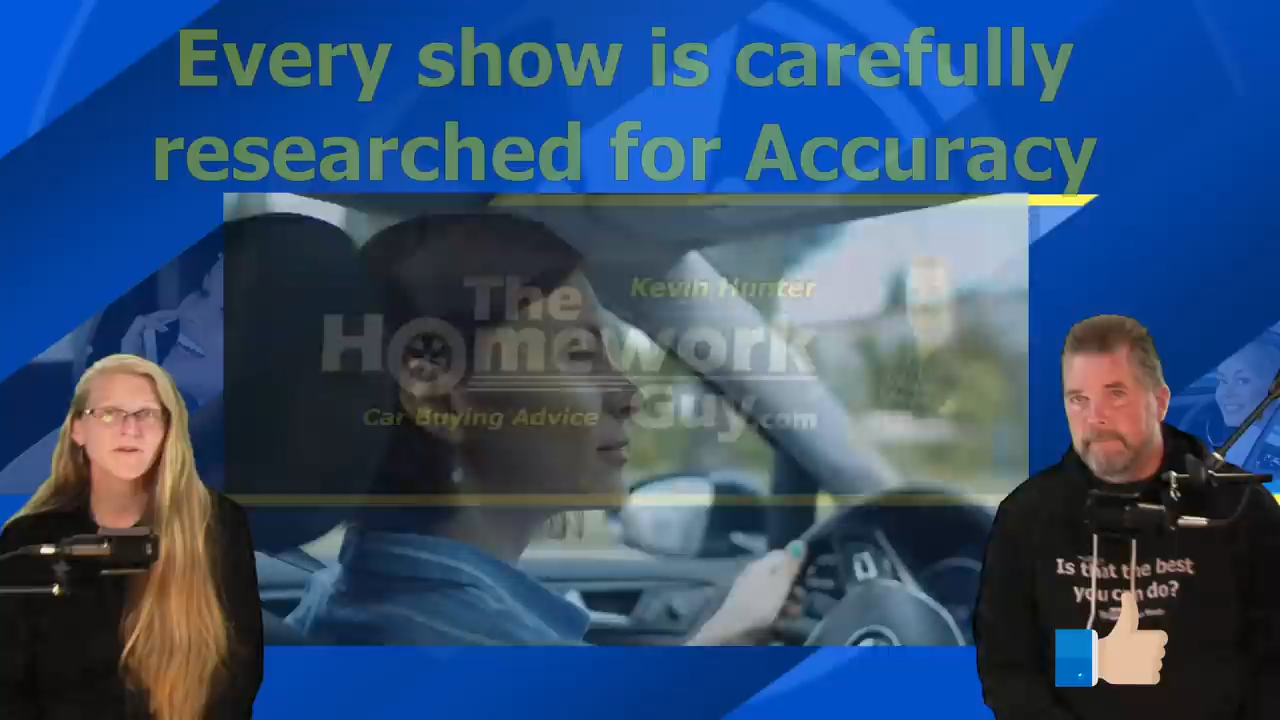 Every show is carefully
researched for Accuracy
The
Kevin Hunter
Homework
Car Buying Advice
Guy.com
Is that the best
you can do?